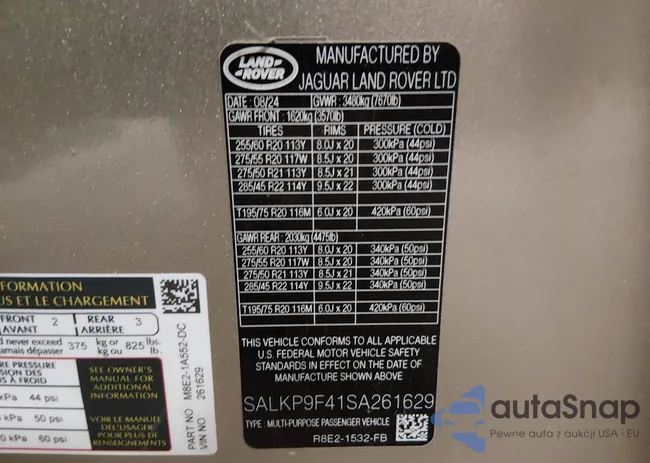 LAND
ROVER
MANUFACTURED BY
JAGUAR LAND ROVER LTD
DATE : 08/24 GVWR : 3480kg (7670lb)
GAWR FRONT : 1620kg (3570lb)
TIRES RIMS PRESSURE (COLD)
255/60 R20 113Y 8.0J x 20 300kPa (44psi)
275/55 R20 117W 8.5J x 20 300kPa (44psi)
275/50 R21 113Y 8.5J x 21 300kPa (44psi)
285/45 R22 114Y 9.5J x 22 300kPa (44psi)
T195/75 R20 116M 6.0J x 20 420kPa (60psi)
GAWR REAR : 2030kg (4475lb)
255/60 R20 113Y 8.0J x 20 340kPa (50psi)
275/55 R20 117W 8.5J x 20 340kPa (50psi)
275/50 R21 113Y 8.5J x 21 340kPa (50psi)
285/45 R22 114Y 9.5J x 22 340kPa (50psi)
T195/75 R20 116M 6.0J x 20 420kPa (60psi)
THIS VEHICLE CONFORMS TO ALL APPLICABLE
U.S. FEDERAL MOTOR VEHICLE SAFETY
STANDARDS IN EFFECT ON THE DATE OF
MANUFACTURE SHOWN ABOVE
SALKP9F41SA261629
TYPE: MULTI-PURPOSE PASSENGER VEHICLE
R8E2-1532-FB
FORMATION
US ET LE CHARGEMENT
FRONT 2 REAR 3
AVANT ARRIÈRE
d never exceed 375 kg or 825 lbs.
amais dépasser kg ou lb.
RE PRESSURE
S À FROID
kPa 44 psi
kPa 50 psi
kPa 60 psi
SEE OWNER'S
MANUAL FOR
ADDITIONAL
INFORMATION
VOIR LE MANUEL
DE L'USAGER
POUR PLUS DE
RENSEIGNEMENTS
PART NO M8E2-1A552-DC
VIN NO 261629
autaSnap
Pewne auta z aukcji USA i EU